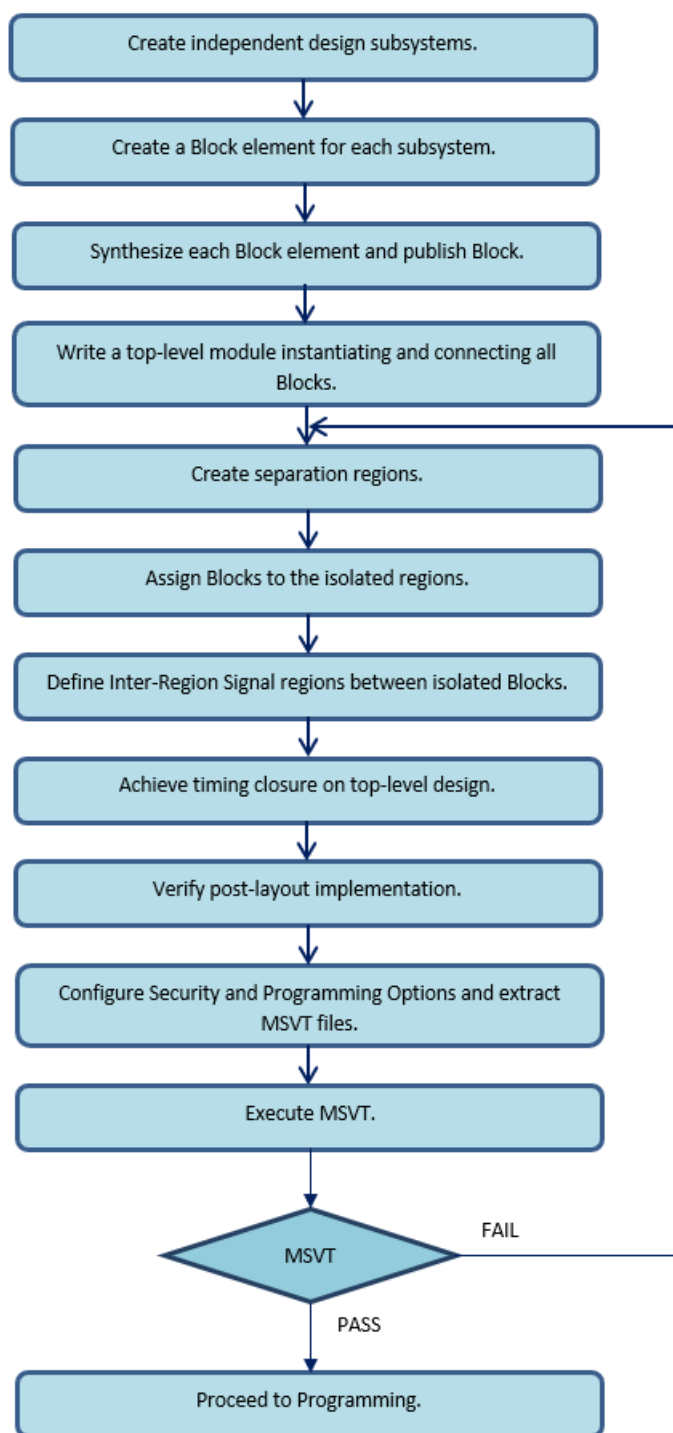 Create independent design subsystems.
Create a Block element for each subsystem.
Synthesize each Block element and publish Block.
Write a top-level module instantiating and connecting all
Blocks.
Create separation regions.
Assign Blocks to the isolated regions.
Define Inter-Region Signal regions between isolated Blocks.
Achieve timing closure on top-level design.
Verify post-layout implementation.
Configure Security and Programming Options and extract
MSVT files.
Execute MSVT.
FAIL
MSVT
PASS
Proceed to Programming.